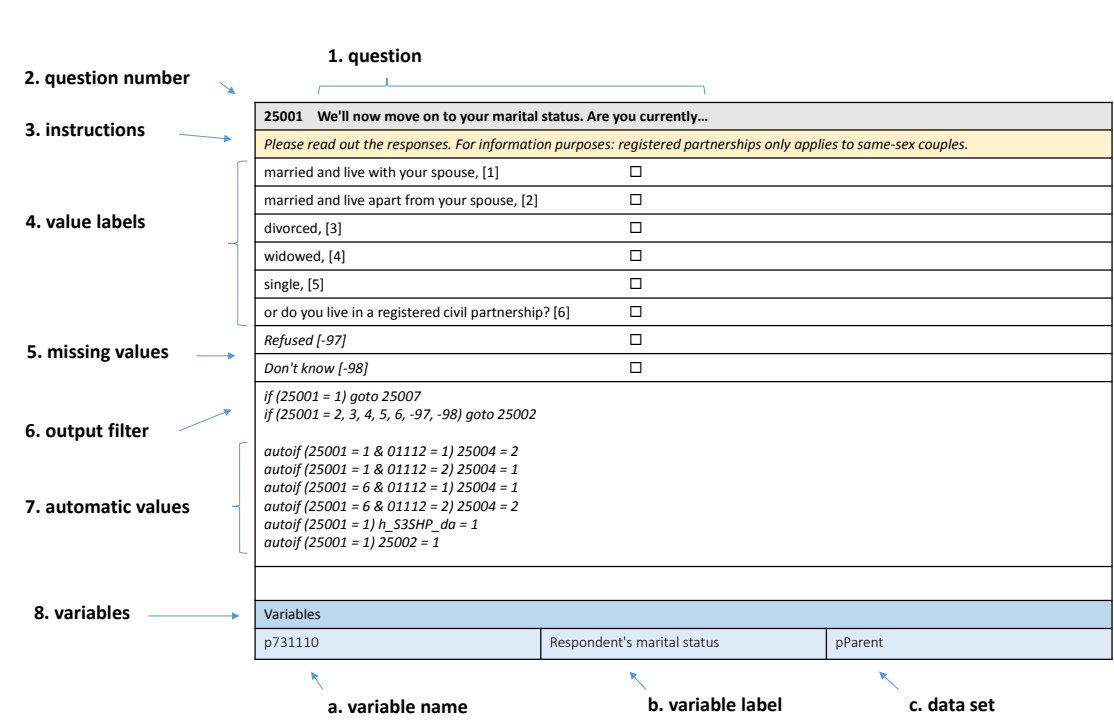 1. question
2. question number
25001 We'll now move on to your marital status. Are you currently…
3. instructions
Please read out the responses. For information purposes: registered partnerships only applies to same-sex couples.
married and live with your spouse, [1]
married and live apart from your spouse, [2]
4. value labels
divorced, [3]
widowed, [4]
single, [5]
or do you live in a registered civil partnership? [6]
5. missing values
Refused [-97]
Don't know [-98]
6. output filter
if (25001 = 1) goto 25007
if (25001 = 2, 3, 4, 5, 6, -97, -98) goto 25002
7. automatic values
autoif (25001 = 1 & 01112 = 1) 25004 = 2
autoif (25001 = 1 & 01112 = 2) 25004 = 1
autoif (25001 = 6 & 01112 = 1) 25004 = 1
autoif (25001 = 6 & 01112 = 2) 25004 = 2
autoif (25001 = 1) h_S3SHP_da = 1
autoif (25001 = 1) 25002 = 1
8. variables
Variables
p731110 Respondent's marital status pParent
a. variable name b. variable label c. data set